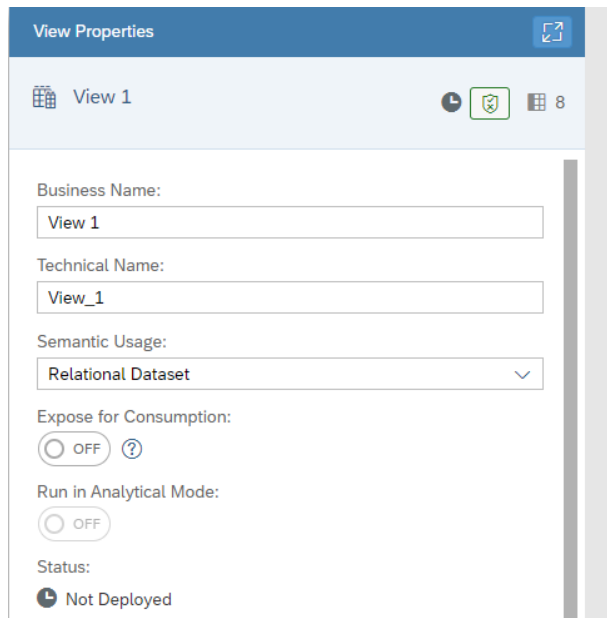 View Properties
View 1
8
Business Name:
View 1
Technical Name:
View_1
Semantic Usage:
Relational Dataset
Expose for Consumption:
OFF ?
Run in Analytical Mode:
OFF
Status:
Not Deployed